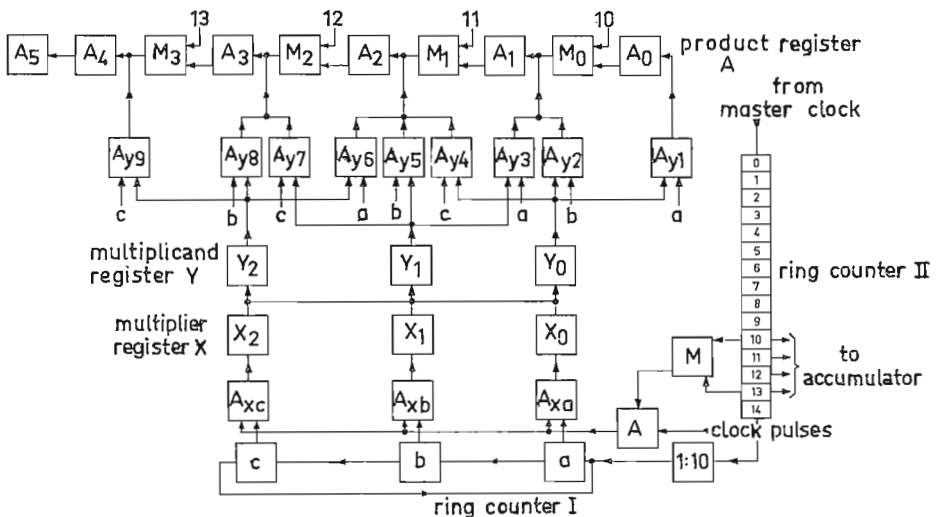 13 12 11 10
A5 A4 M3 A3 M2 A2 M1 A1 M0 A0
product register
A
from
master clock
Ay9 Ay8 Ay7 Ay6 Ay5 Ay4 Ay3 Ay2 Ay1
c b c a b c a b a
0
1
2
3
4
5
6
7
8
9
10
11
12
13
14
ring counter II
multiplicand
register Y
Y2 Y1 Y0
multiplier
register X
X2 X1 X0
M
to
accumulator
Axc Axb Axa
A
clock pulses
c b a 1:10
ring counter I